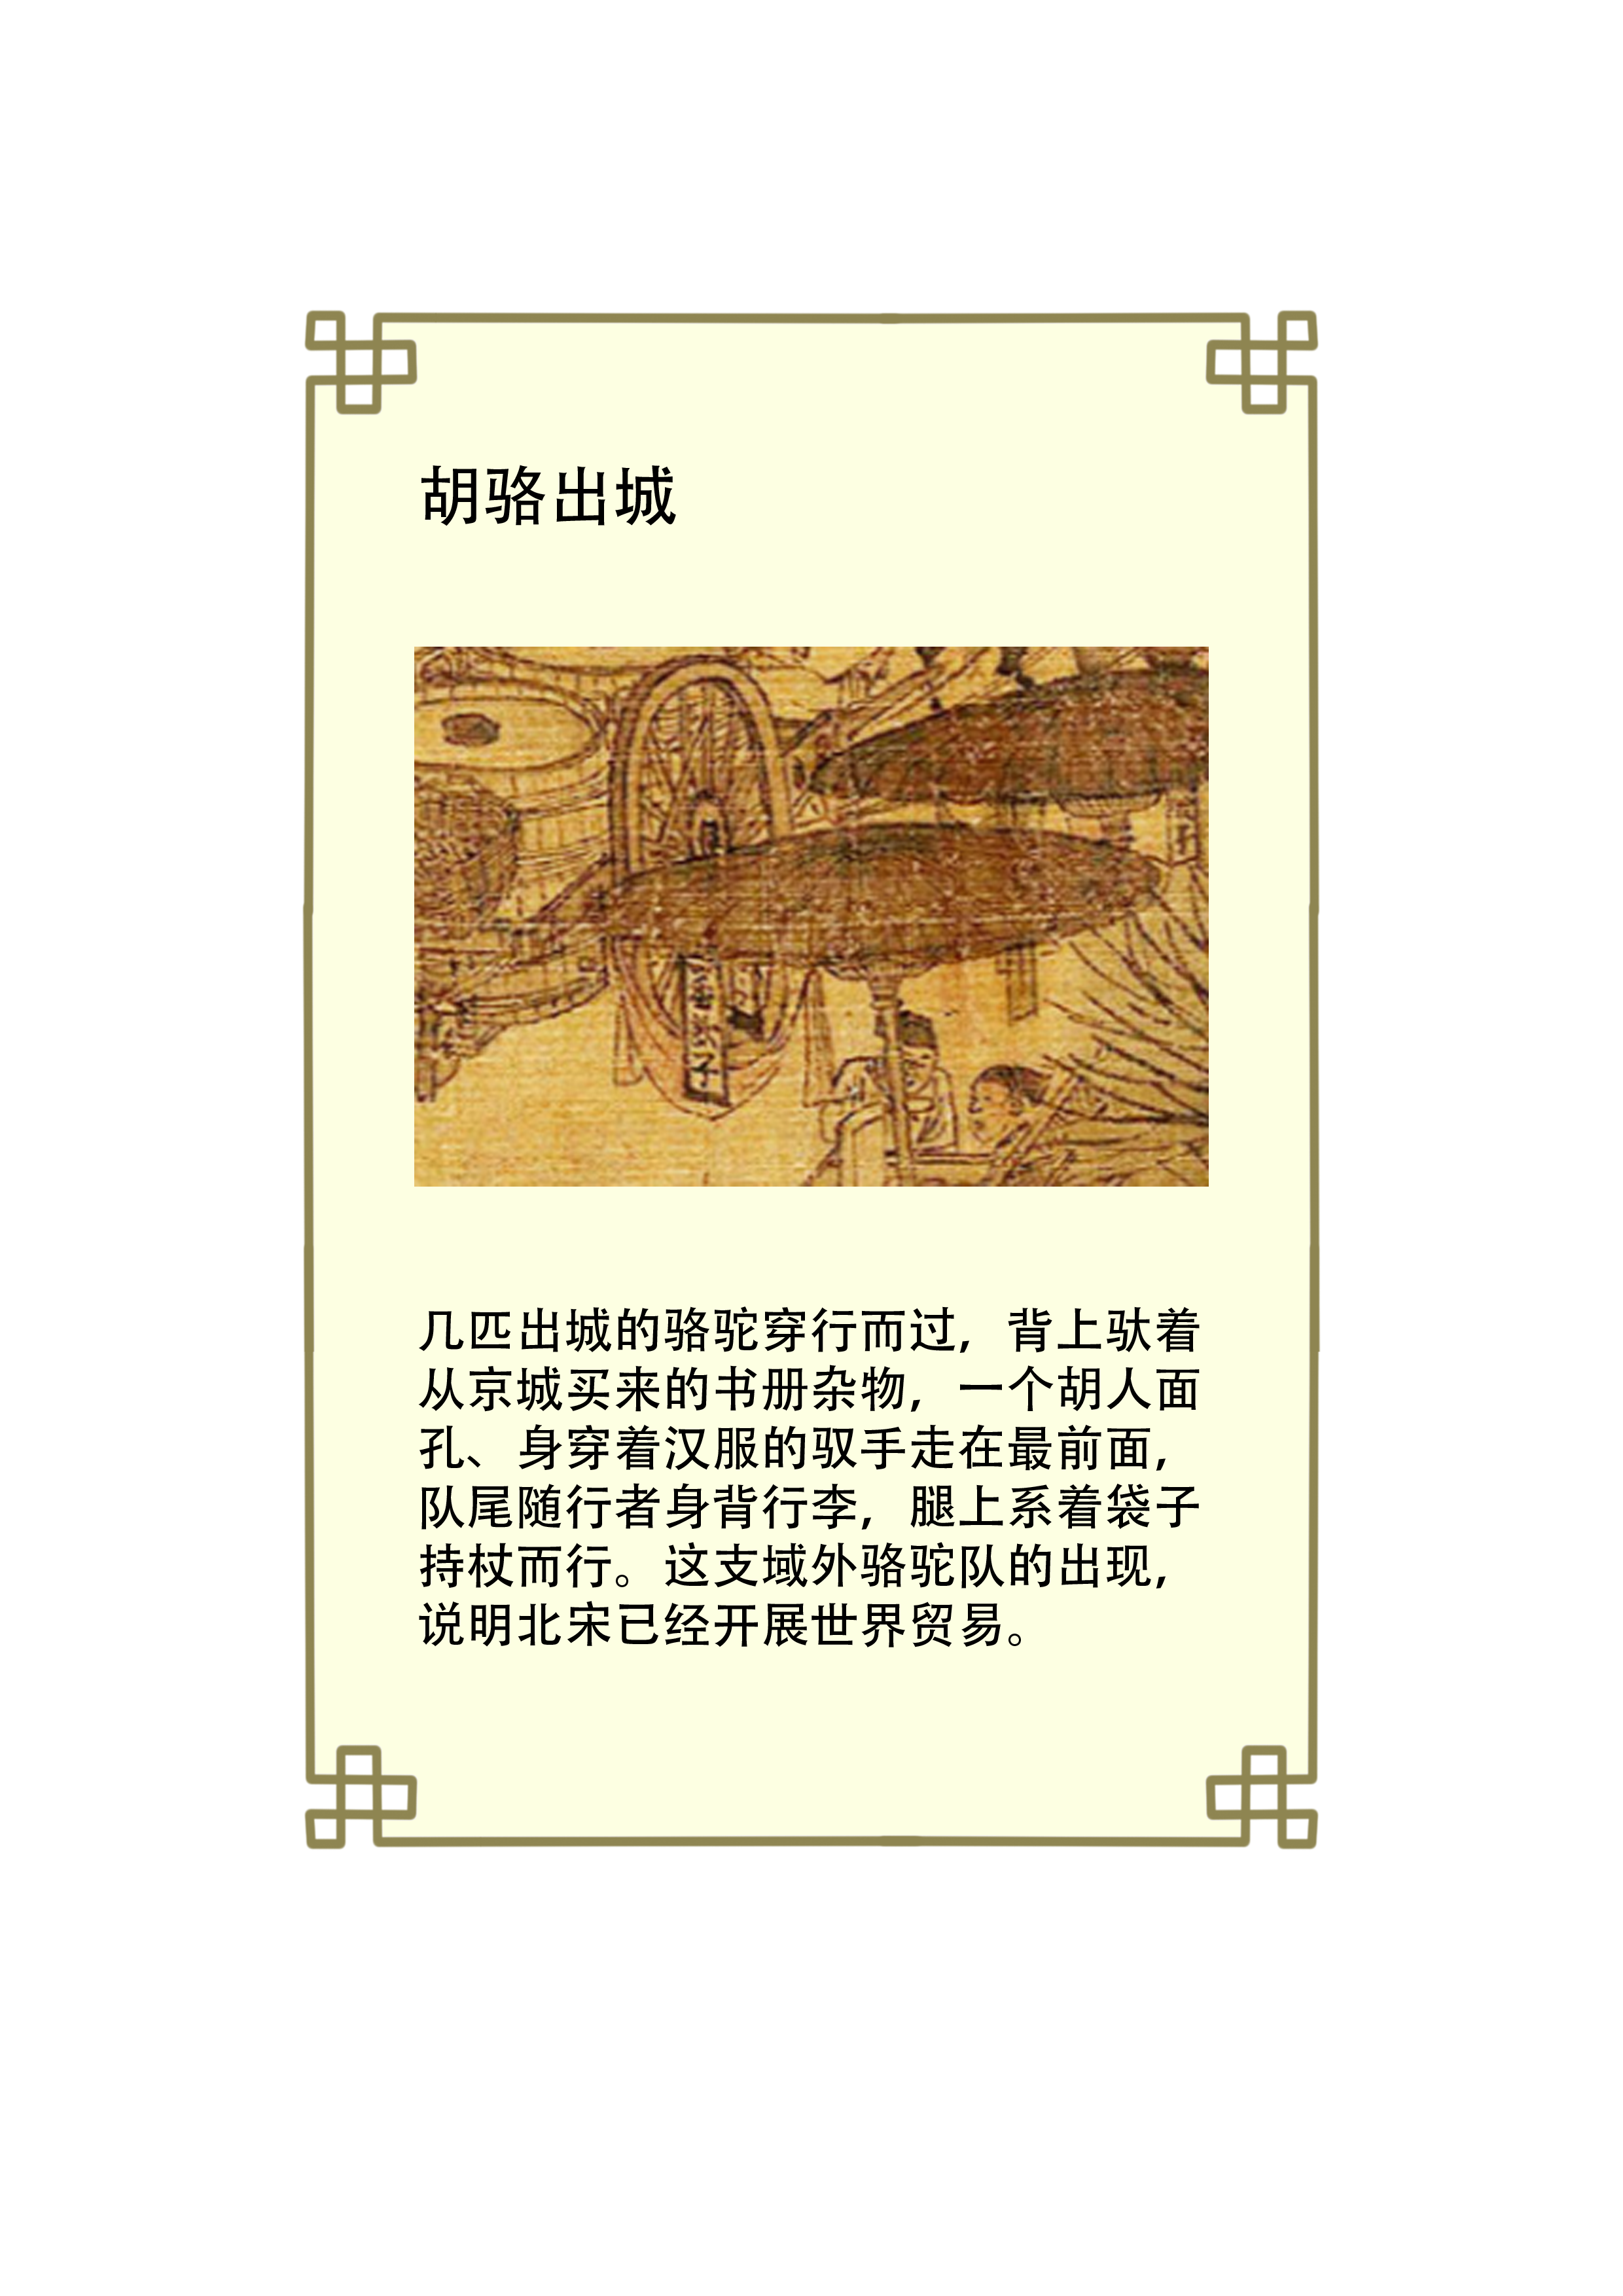 胡骆出城
子
几匹出城的骆驼穿行而过，背上驮着
从京城买来的书册杂物，一个胡人面
孔、身穿着汉服的驭手走在最前面，
队尾随行者身背行李，腿上系着袋子
持杖而行。这支域外骆驼队的出现，
说明北宋已经开展世界贸易。